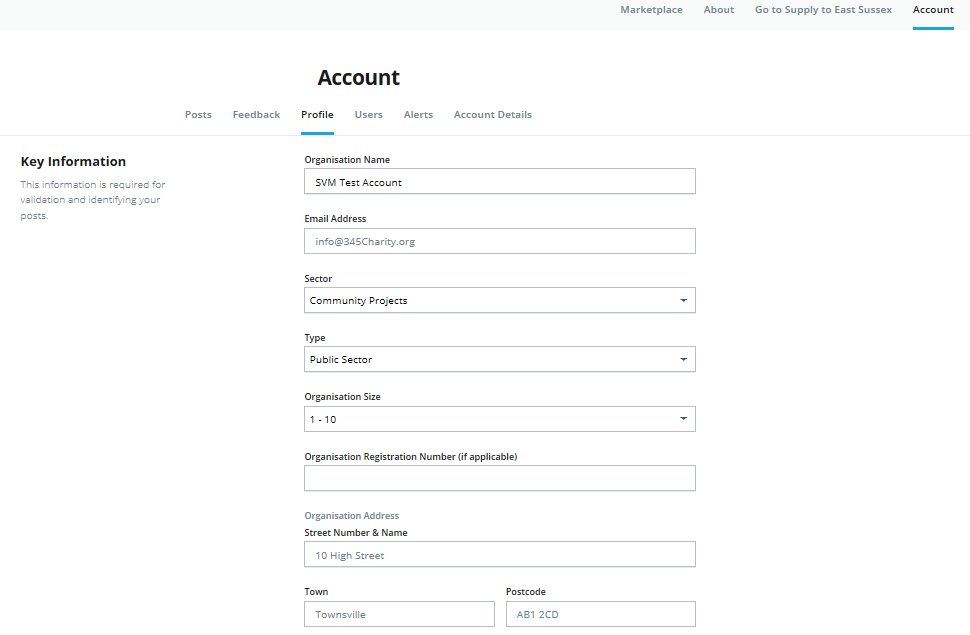 Marketplace About Go to Supply to East Sussex Account
Account
Posts Feedback Profile Users Alerts Account Details
Key Information
This information is required for
validation and identifying your
posts.
Organisation Name
SVM Test Account
Email Address
info@345Charity.org
Sector
Community Projects
Type
Public Sector
Organisation Size
1 - 10
Organisation Registration Number (if applicable)
Organisation Address
Street Number & Name
10 High Street
Town Postcode
Townsville AB1 2CD